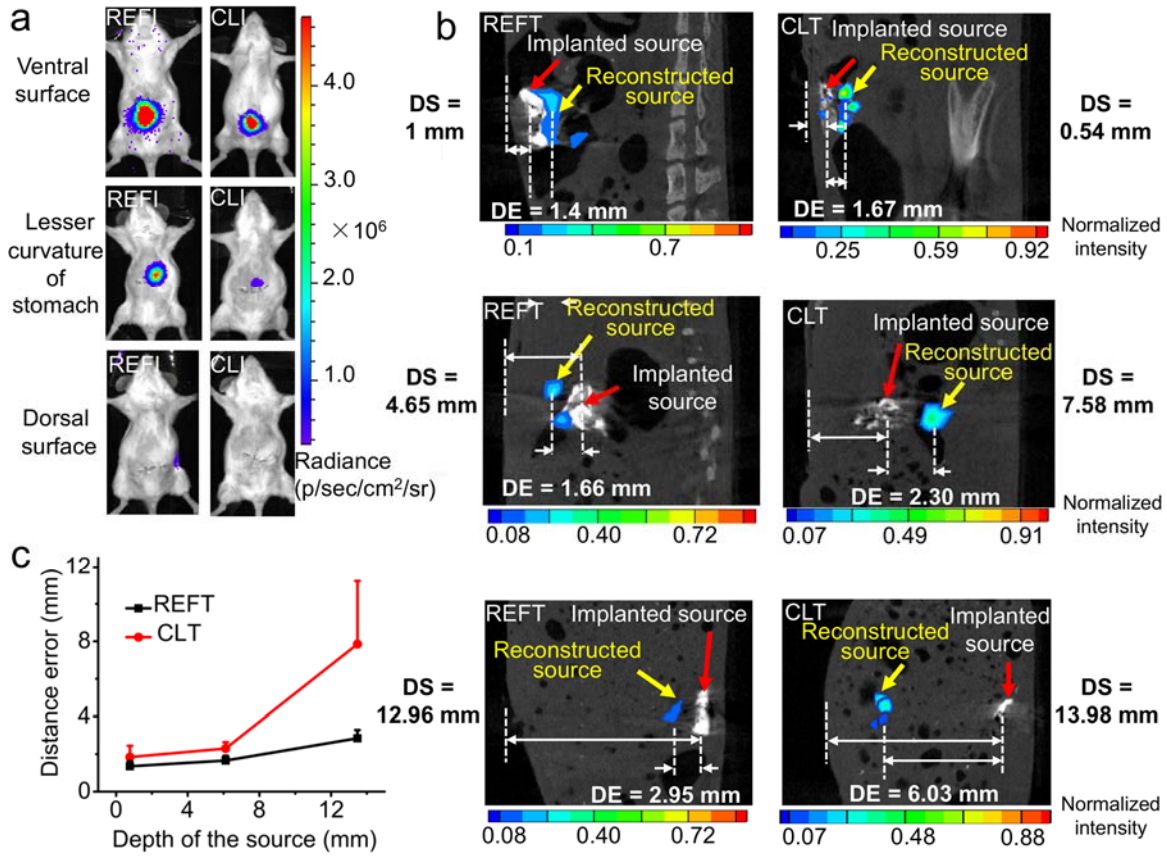 a
REFI
CLI
Ventral
surface
REFI
CLI
Lesser
curvature
of
stomach
REFI
CLI
Dorsal
surface
4.0
3.0
×10⁶
2.0
1.0
Radiance
(p/sec/cm²/sr)
b
REFT
Implanted source
Reconstructed
source
DS =
1 mm
DE = 1.4 mm
0.1
0.7
CLT
Implanted source
Reconstructed
source
DS =
0.54 mm
DE = 1.67 mm
0.25
0.59
0.92
Normalized
intensity
REFT
Reconstructed
source
Implanted
source
DS =
4.65 mm
DE = 1.66 mm
0.08
0.40
0.72
CLT
Implanted source
Reconstructed
source
DS =
7.58 mm
DE = 2.30 mm
0.07
0.49
0.91
Normalized
intensity
REFT
Implanted source
Reconstructed
source
DS =
12.96 mm
DE = 2.95 mm
0.08
0.40
0.72
CLT
Reconstructed
source
Implanted
source
DS =
13.98 mm
DE = 6.03 mm
0.07
0.48
0.88
Normalized
intensity
c
Distance error (mm)
12
8
4
0
REFT
CLT
0
4
8
12
16
Depth of the source (mm)